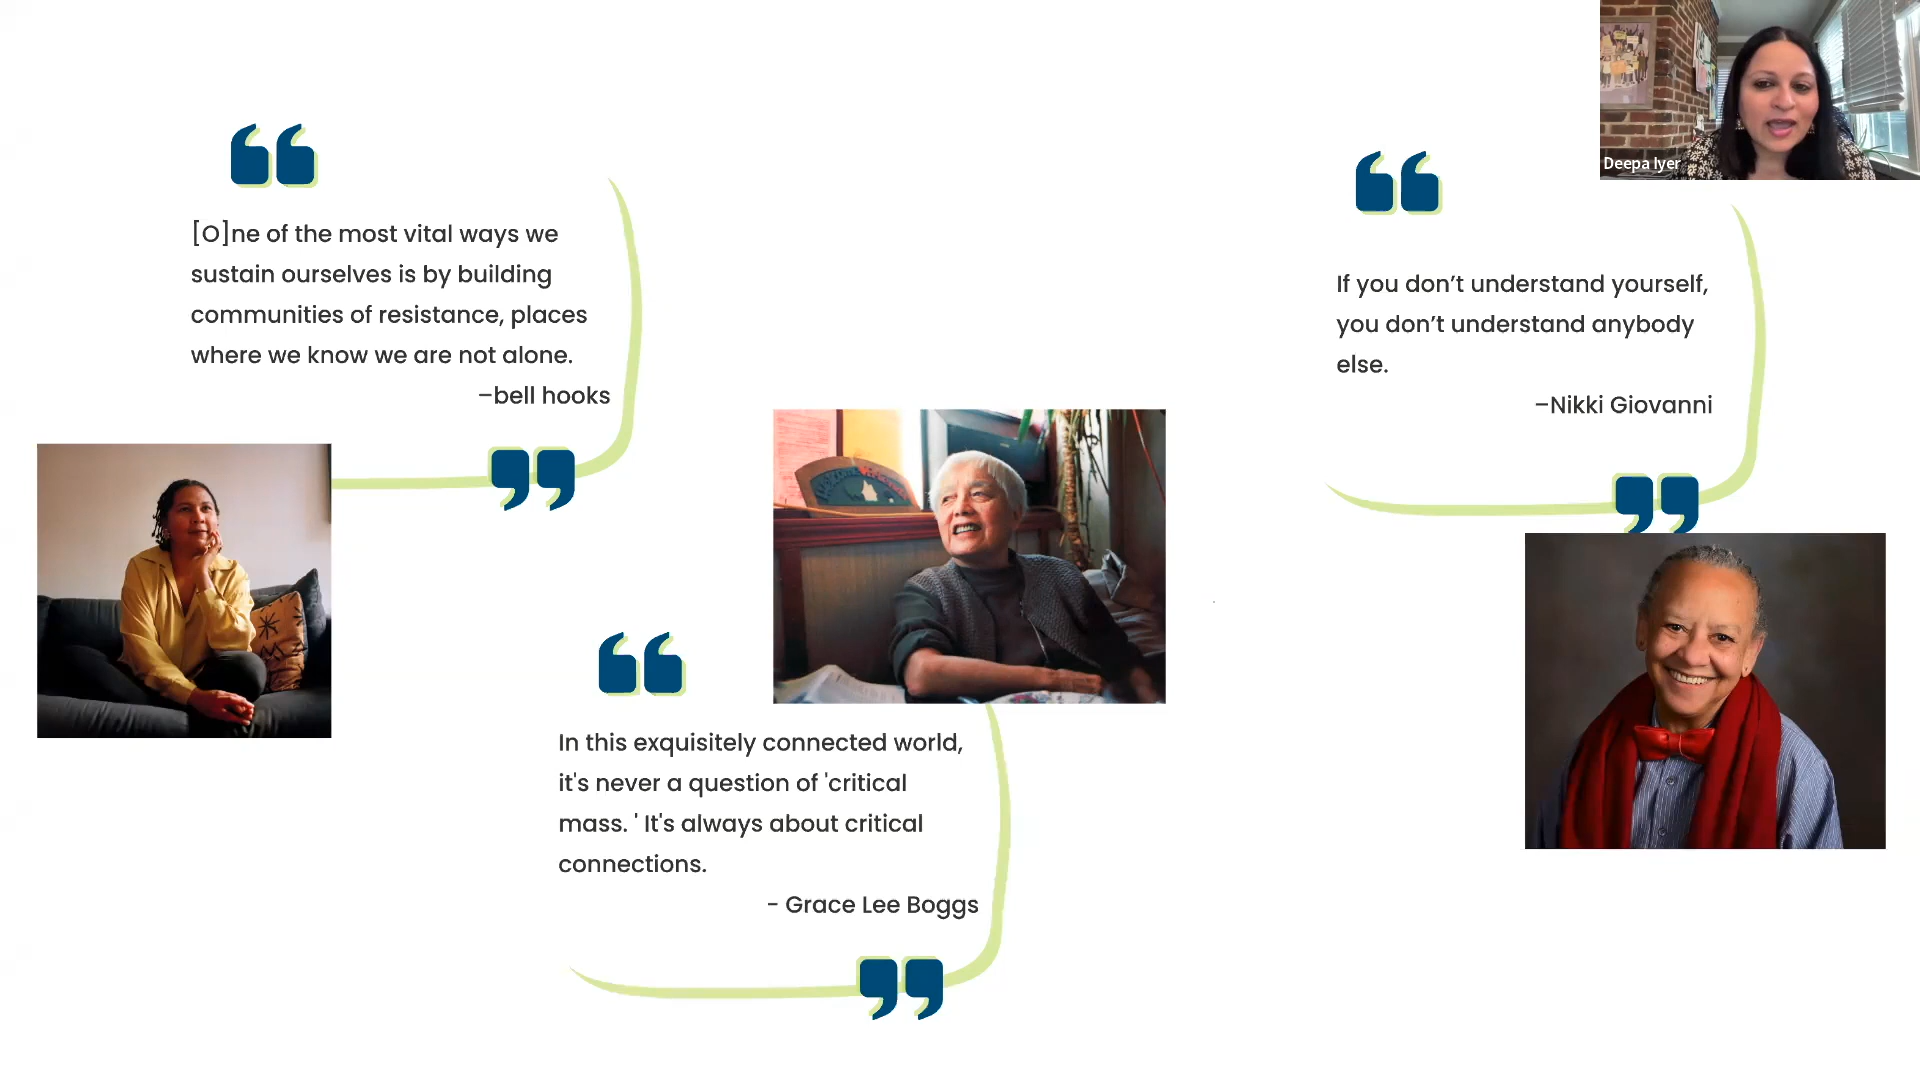 [O]ne of the most vital ways we
sustain ourselves is by building
communities of resistance, places
where we know we are not alone.
–bell hooks
In this exquisitely connected world,
it's never a question of 'critical
mass. ' It's always about critical
connections.
- Grace Lee Boggs
If you don’t understand yourself,
you don’t understand anybody
else.
–Nikki Giovanni
Deepa Iyer